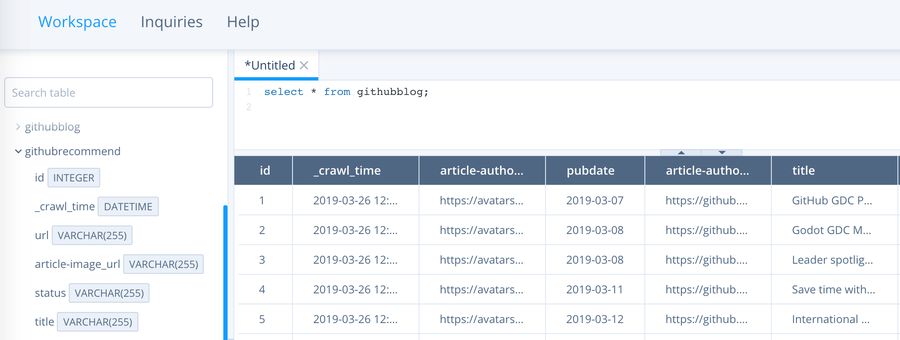 Workspace Inquiries Help
*Untitled
Search table
1 select * from githubblog;
2
githubblog
githubrecommend
id INTEGER
_crawl_time DATETIME
url VARCHAR(255)
article-image_url VARCHAR(255)
status VARCHAR(255)
title VARCHAR(255)
id _crawl_time article-autho... pubdate article-autho... title
1 2019-03-26 12:... https://avatars... 2019-03-07 https://github.... GitHub GDC P...
2 2019-03-26 12:... https://avatars... 2019-03-08 https://github.... Godot GDC M...
3 2019-03-26 12:... https://avatars... 2019-03-08 https://github.... Leader spotlig...
4 2019-03-26 12:... https://avatars... 2019-03-11 https://github.... Save time with...
5 2019-03-26 12:... https://avatars... 2019-03-12 https://github.... International ...